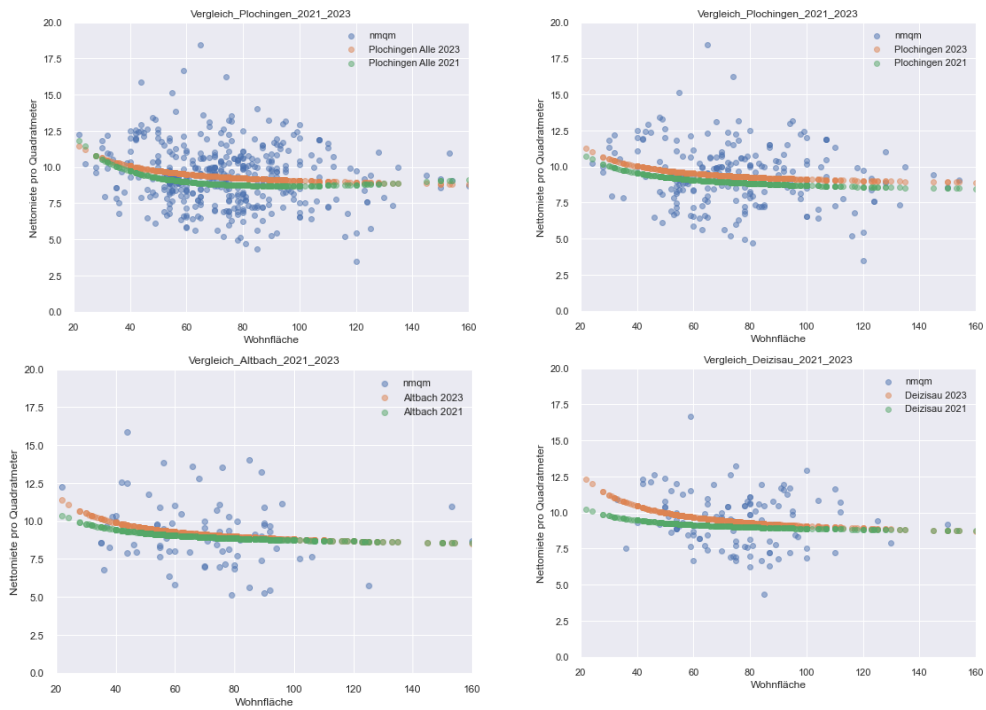 Vergleich_Plochingen_2021_2023
20.0
17.5
15.0
12.5
10.0
7.5
5.0
2.5
0.0
Nettomiete pro Quadratmeter
nmqm
Plochingen Alle 2023
Plochingen Alle 2021
20 40 60 80 100 120 140 160
Wohnfläche
Vergleich_Plochingen_2021_2023
20.0
17.5
15.0
12.5
10.0
7.5
5.0
2.5
0.0
Nettomiete pro Quadratmeter
nmqm
Plochingen 2023
Plochingen 2021
20 40 60 80 100 120 140 160
Wohnfläche
Vergleich_Altbach_2021_2023
20.0
17.5
15.0
12.5
10.0
7.5
5.0
2.5
0.0
Nettomiete pro Quadratmeter
nmqm
Altbach 2023
Altbach 2021
20 40 60 80 100 120 140 160
Wohnfläche
Vergleich_Deizisau_2021_2023
20.0
17.5
15.0
12.5
10.0
7.5
5.0
2.5
0.0
Nettomiete pro Quadratmeter
nmqm
Deizisau 2023
Deizisau 2021
20 40 60 80 100 120 140 160
Wohnfläche